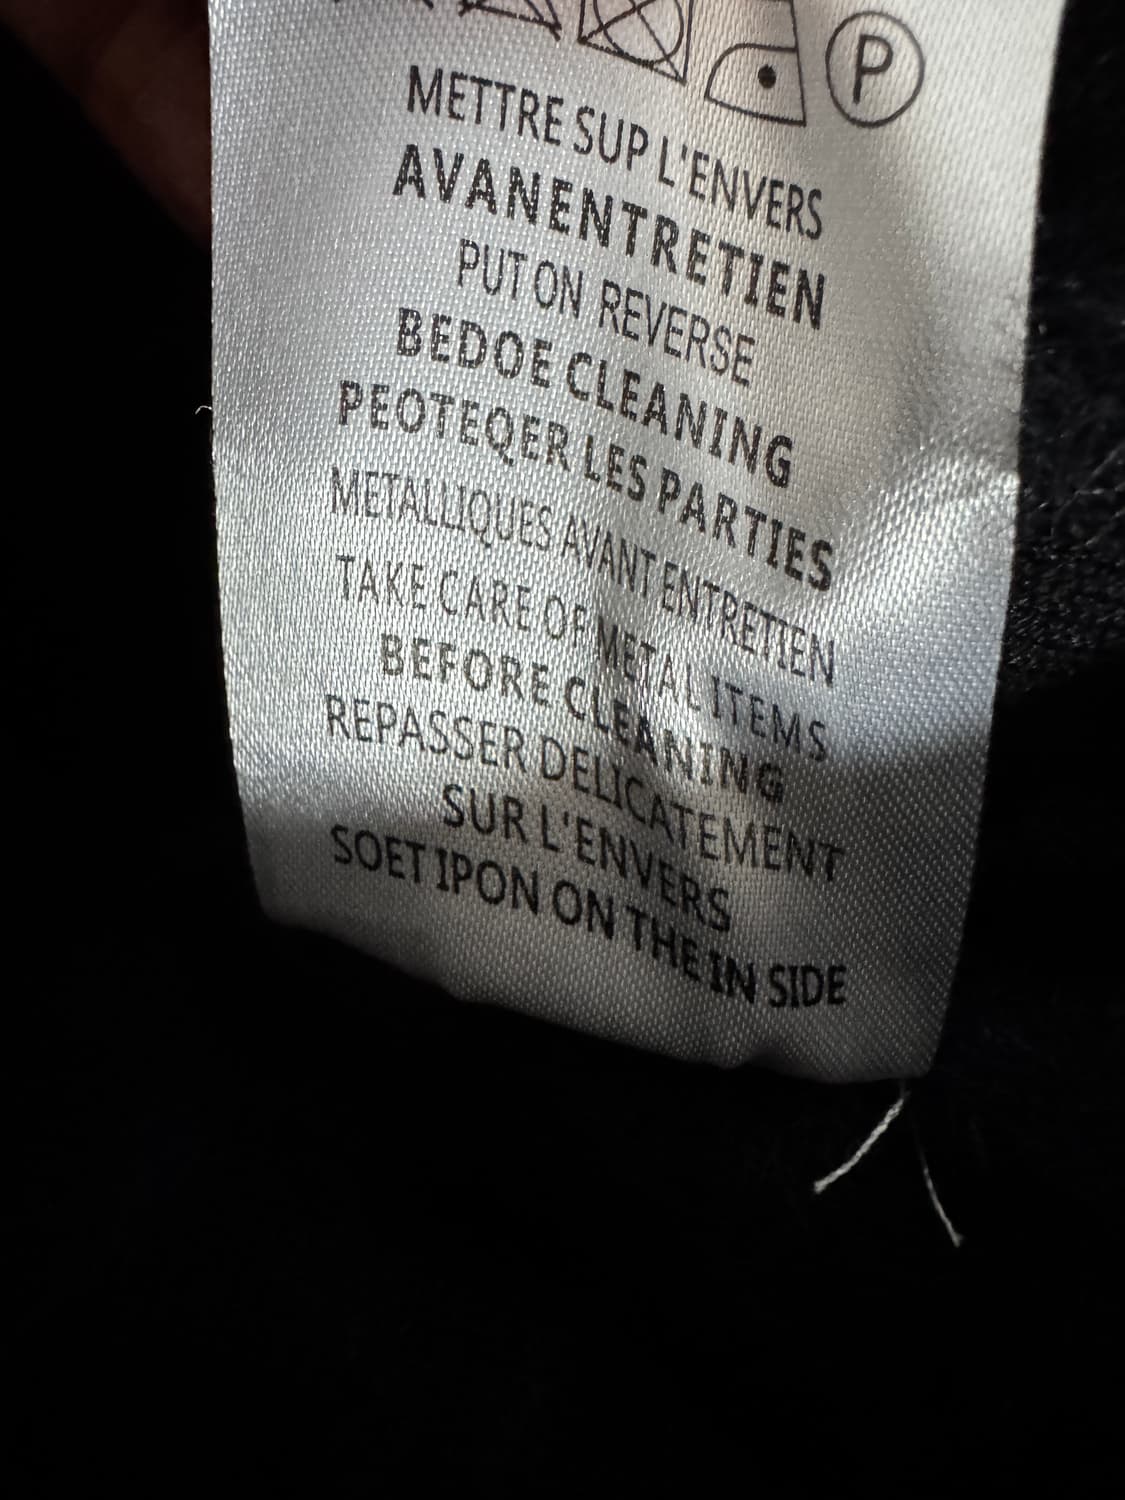 P
METTRE SUP L'ENVERS
AVANENTRETIEN
PUT ON REVERSE
BEDOE CLEANING
PEOTEQER LES PARTIES
METALLIQUES AVANT ENTRETIEN
TAKE CARE OF METAL ITEMS
BEFORE CLEANING
REPASSER DELICATEMENT
SUR L'ENVERS
SOET IPON ON THE IN SIDE